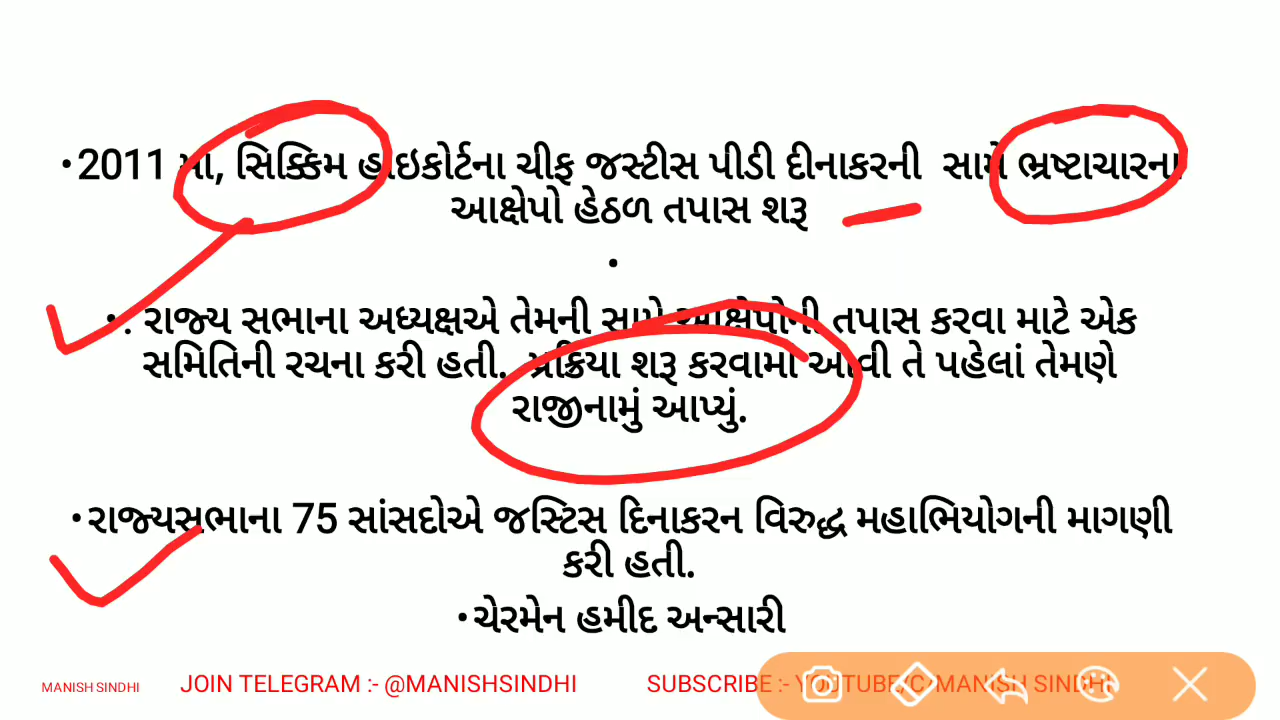 •2011 માં, સિક્કિમ હાઇકોર્ટના ચીફ જસ્ટીસ પીડી દીનાકરની સામે ભ્રષ્ટાચારના
આક્ષેપો હેઠળ તપાસ શરૂ
•
• . રાજ્ય સભાના અધ્યક્ષએ તેમની સામે આક્ષેપોની તપાસ કરવા માટે એક
સમિતિની રચના કરી હતી. પ્રક્રિયા શરૂ કરવામાં આવી તે પહેલાં તેમણે
રાજીનામું આપ્યું.
•રાજ્યસભાના 75 સાંસદોએ જસ્ટિસ દિનાકરન વિરુદ્ધ મહાભિયોગની માગણી
કરી હતી.
•ચેરમેન હમીદ અન્સારી
MANISH SINDHI JOIN TELEGRAM :- @MANISHSINDHI SUBSCRIBE :- YOUTUBE/C/MANISH SINDHI